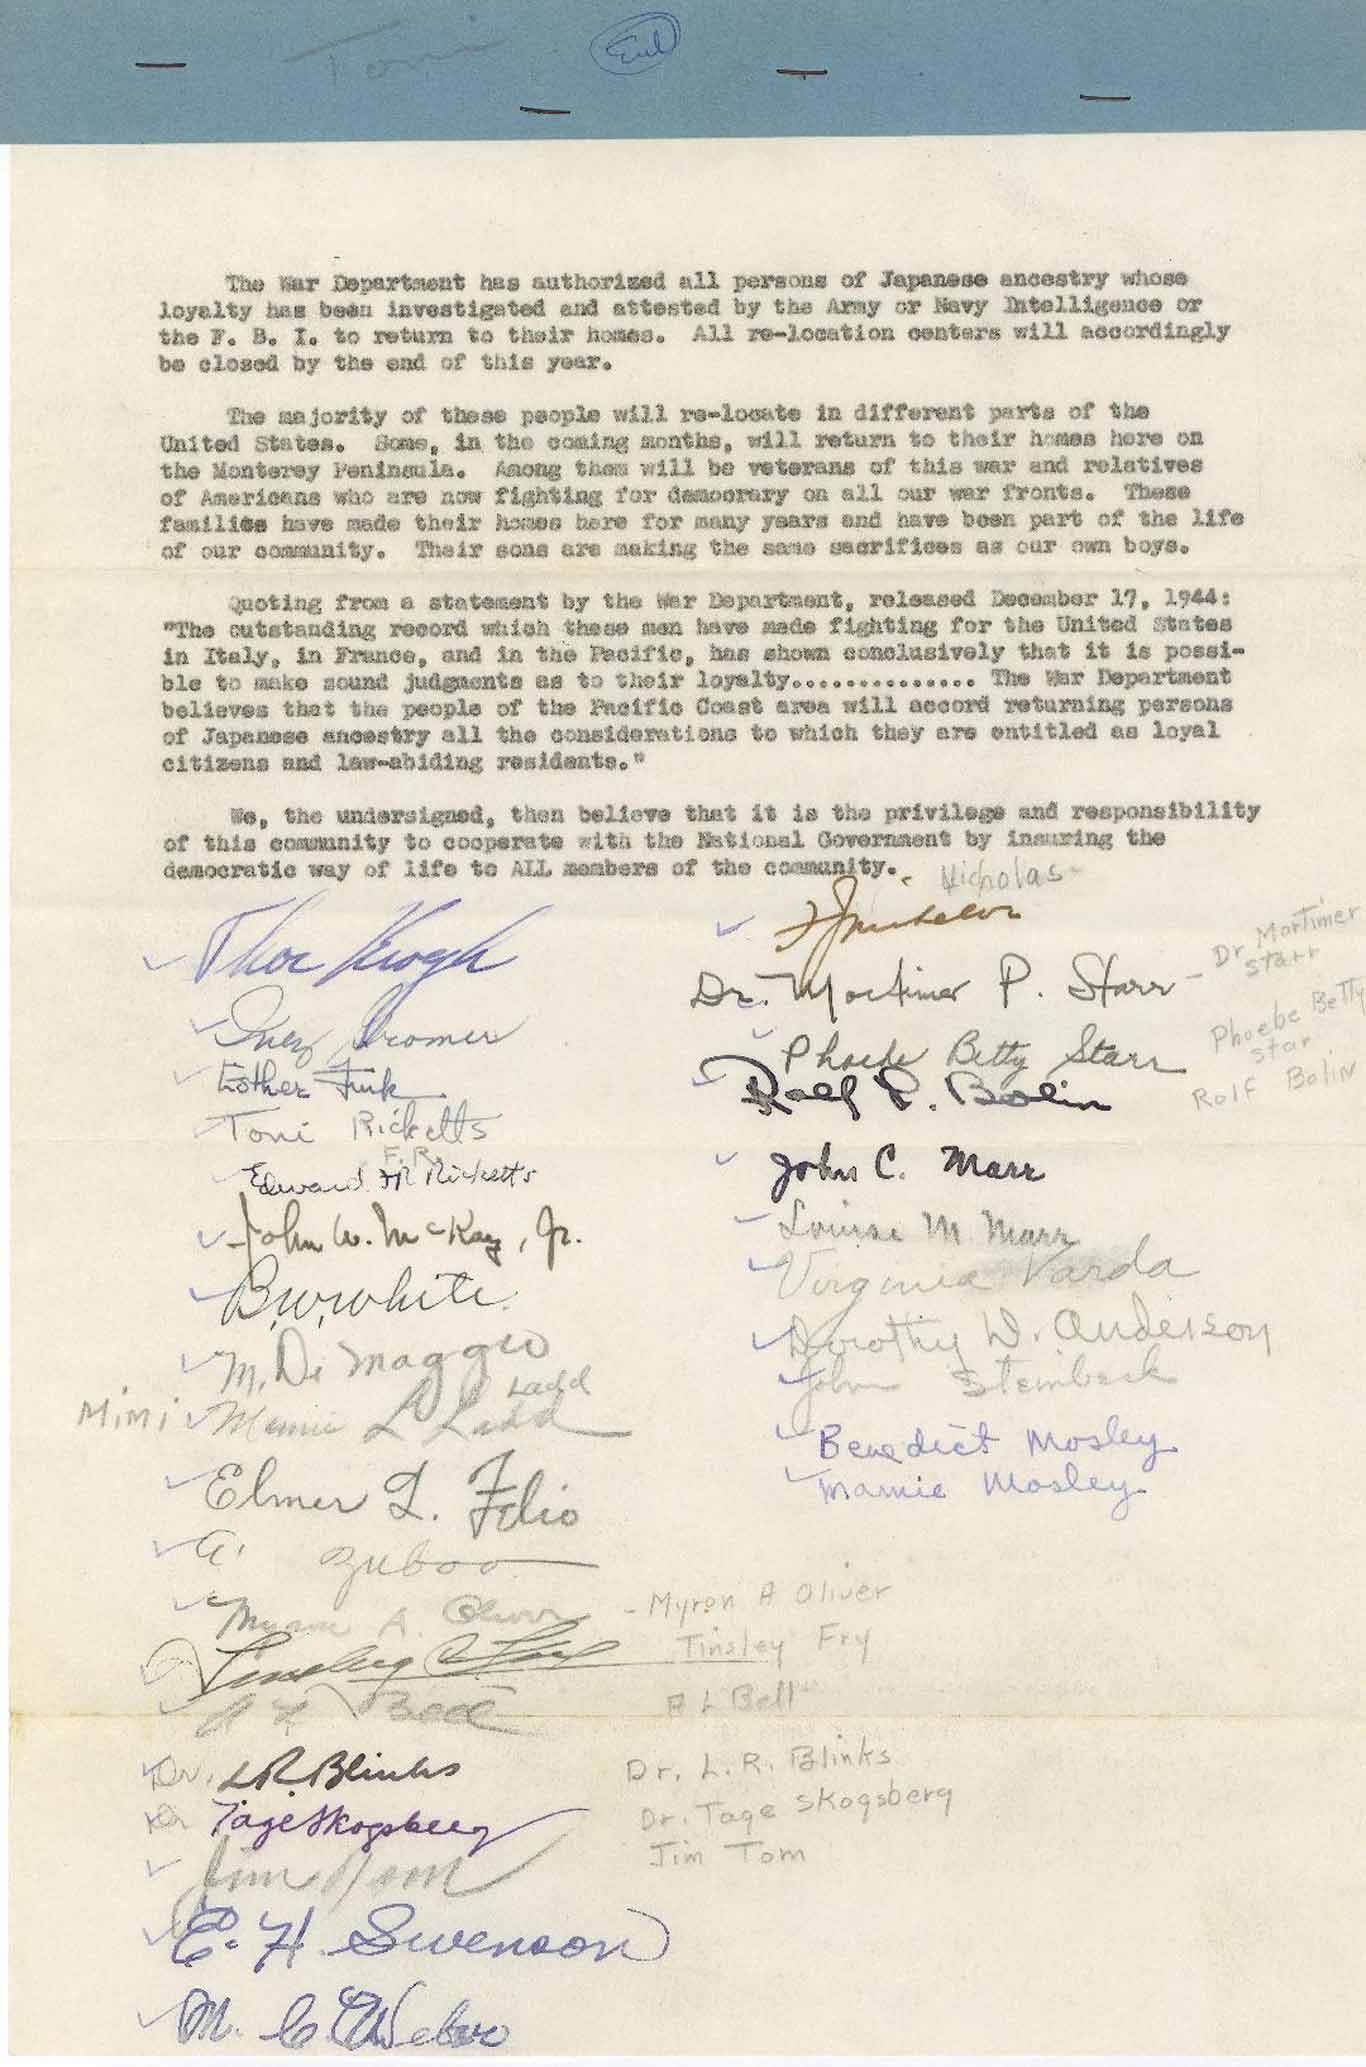 Toni
The War Department has authorized all persons of Japanese ancestry whose
loyalty has been investigated and attested by the Army or Navy Intelligence or
the F. B. I. to return to their homes. All re-location centers will accordingly
be closed by the end of this year.
The majority of these people will re-locate in different parts of the
United States. Some, in the coming months, will return to their homes here on
the Monterey Peninsula. Among them will be veterans of this war and relatives
of Americans who are now fighting for democrary on all our war fronts. These
families have made their homes here for many years and have been part of the life
of our community. Their sons are making the same sacrifices as our own boys.
Quoting from a statement by the War Department, released December 17, 1944:
"The outstanding record which these men have made fighting for the United States
in Italy, in France, and in the Pacific, has shown conclusively that it is possi-
ble to make sound judgments as to their loyalty.............. The War Department
believes that the people of the Pacific Coast area will accord returning persons
of Japanese ancestry all the considerations to which they are entitled as loyal
citizens and law-abiding residents."
We, the undersigned, then believe that it is the privilege and responsibility
of this community to cooperate with the National Government by insuring the
democratic way of life to ALL members of the community.
Thor Krogh
Inez Cromer
Esther Funk
Toni Ricketts
F. R.
Edward F R Ricketts
John W. McKay, Jr.
B.W. White
M. Di Maggio
Ladd
Mimi
Mimi L Ladd
Elmer L.
A.
Myron A. Oliver - Myron A Oliver
Tinsley C Fry Tinsley Fry
A L Bell A L Bell
Dr. L R Blinks Dr. L. R. Blinks
Dr Tage Skogsberg Dr. Tage Skogsberg
Jim Tom Jim Tom
E. H. Swenson
M. C. Weber
Nicholas
Dr. Mortimer P. Starr - Dr Mortimer
Starr
Phoebe Betty Starr Phoebe Betty
Star
Rolf L. Bolin Rolf Bolin
John C. Marr
Louise M Marr
Virginia Varda
Dorothy W. Anderson
John Steinbeck
Benedict Mosley
Mamie Mosley